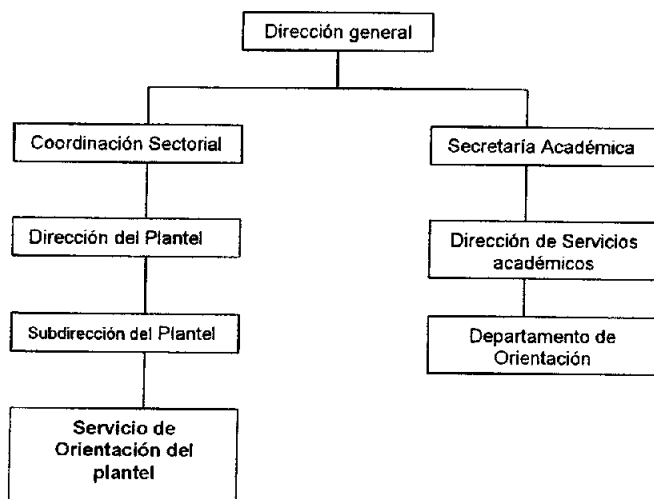 Dirección general
Coordinación Sectorial
Secretaría Académica
Dirección del Plantel
Dirección de Servicios
académicos
Subdirección del Plantel
Departamento de
Orientación
Servicio de
Orientación del
plantel